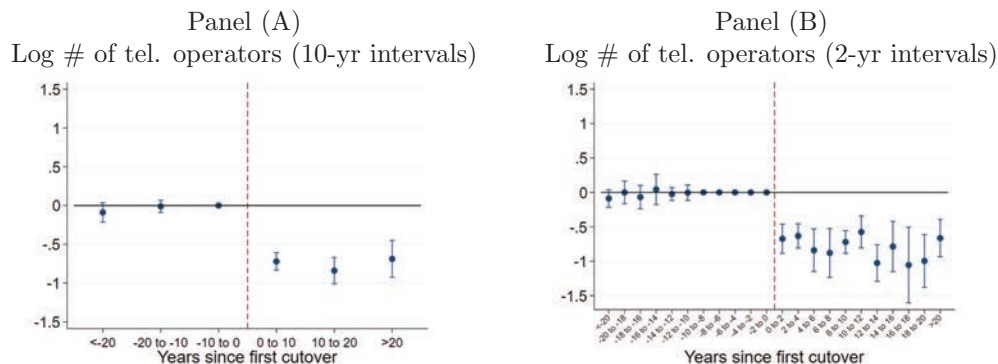 Panel (A)
Log # of tel. operators (10-yr intervals)
1.5
1
.5
0
-.5
-1
-1.5
<-20
-20 to -10
-10 to 0
0 to 10
10 to 20
>20
Years since first cutover
Panel (B)
Log # of tel. operators (2-yr intervals)
1.5
1
.5
0
-.5
-1
-1.5
<-20
-20 to -18
-18 to -16
-16 to -14
-14 to -12
-12 to -10
-10 to -8
-8 to -6
-6 to -4
-4 to -2
-2 to 0
0 to 2
2 to 4
4 to 6
6 to 8
8 to 10
10 to 12
12 to 14
14 to 16
16 to 18
18 to 20
>20
Years since first cutover